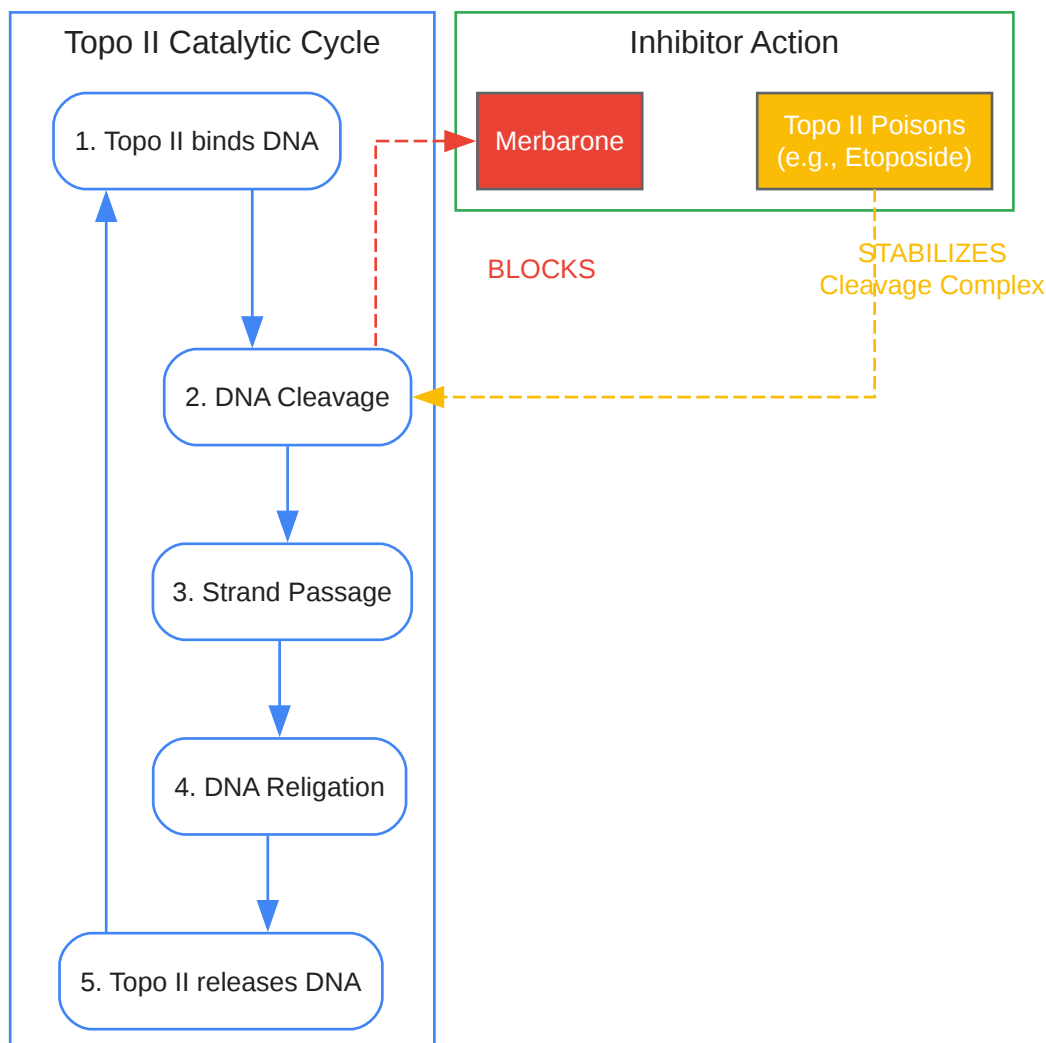 Topo II Catalytic Cycle
1. Topo II binds DNA
2. DNA Cleavage
3. Strand Passage
4. DNA Religation
5. Topo II releases DNA
Inhibitor Action
Merbarone
Topo II Poisons
(e.g., Etoposide)
BLOCKS
STABILIZES
Cleavage Complex